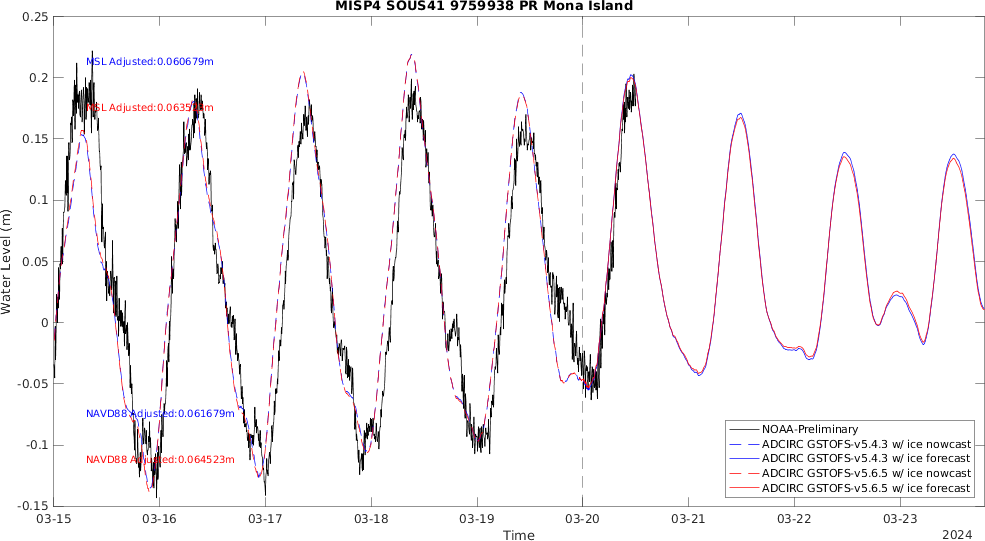 MISP4 SOUS41 9759938 PR Mona Island
0.25
0.2
0.15
0.1
0.05
0
-0.05
-0.1
-0.15
Water Level (m)
MSL Adjusted:0.060679m
MSL
NAVD88 Adjusted:0.061679m
NAVD88 Adjusted:0.064523m
NOAA-Preliminary
ADCIRC GSTOFS-v5.4.3 w/ ice nowcast
ADCIRC GSTOFS-v5.4.3 w/ ice forecast
ADCIRC GSTOFS-v5.6.5 w/ ice nowcast
ADCIRC GSTOFS-v5.6.5 w/ ice forecast
03-15 03-16 03-17 03-18 03-19 03-20 03-21 03-22 03-23
Time
2024